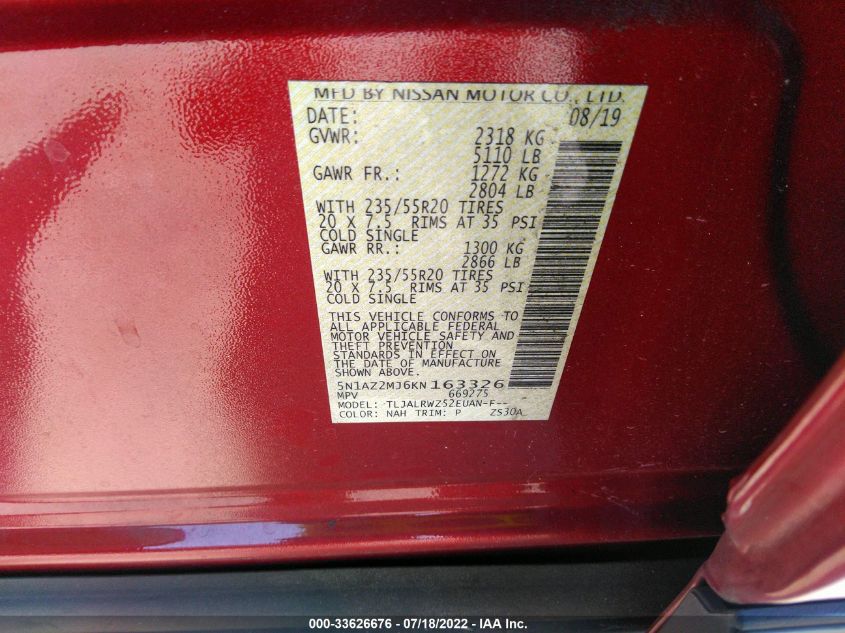 MFD BY NISSAN MOTOR CO., LTD.
DATE: 08/19
GVWR: 2318 KG
5110 LB
GAWR FR.: 1272 KG
2804 LB
WITH 235/55R20 TIRES
20 X 7.5 RIMS AT 35 PSI
COLD SINGLE
GAWR RR.: 1300 KG
2866 LB
WITH 235/55R20 TIRES
20 X 7.5 RIMS AT 35 PSI
COLD SINGLE
THIS VEHICLE CONFORMS TO
ALL APPLICABLE FEDERAL
MOTOR VEHICLE SAFETY AND
THEFT PREVENTION
STANDARDS IN EFFECT ON
THE DATE OF MANUFACTURE
SHOWN ABOVE.
5N1AZ2MJ6KN163326
MPV 669275
MODEL: TLJALRWZ52EUAN-F--
COLOR: NAH TRIM: P ZS30A
000-33626676 / 07/18/2022 - IAA Inc.